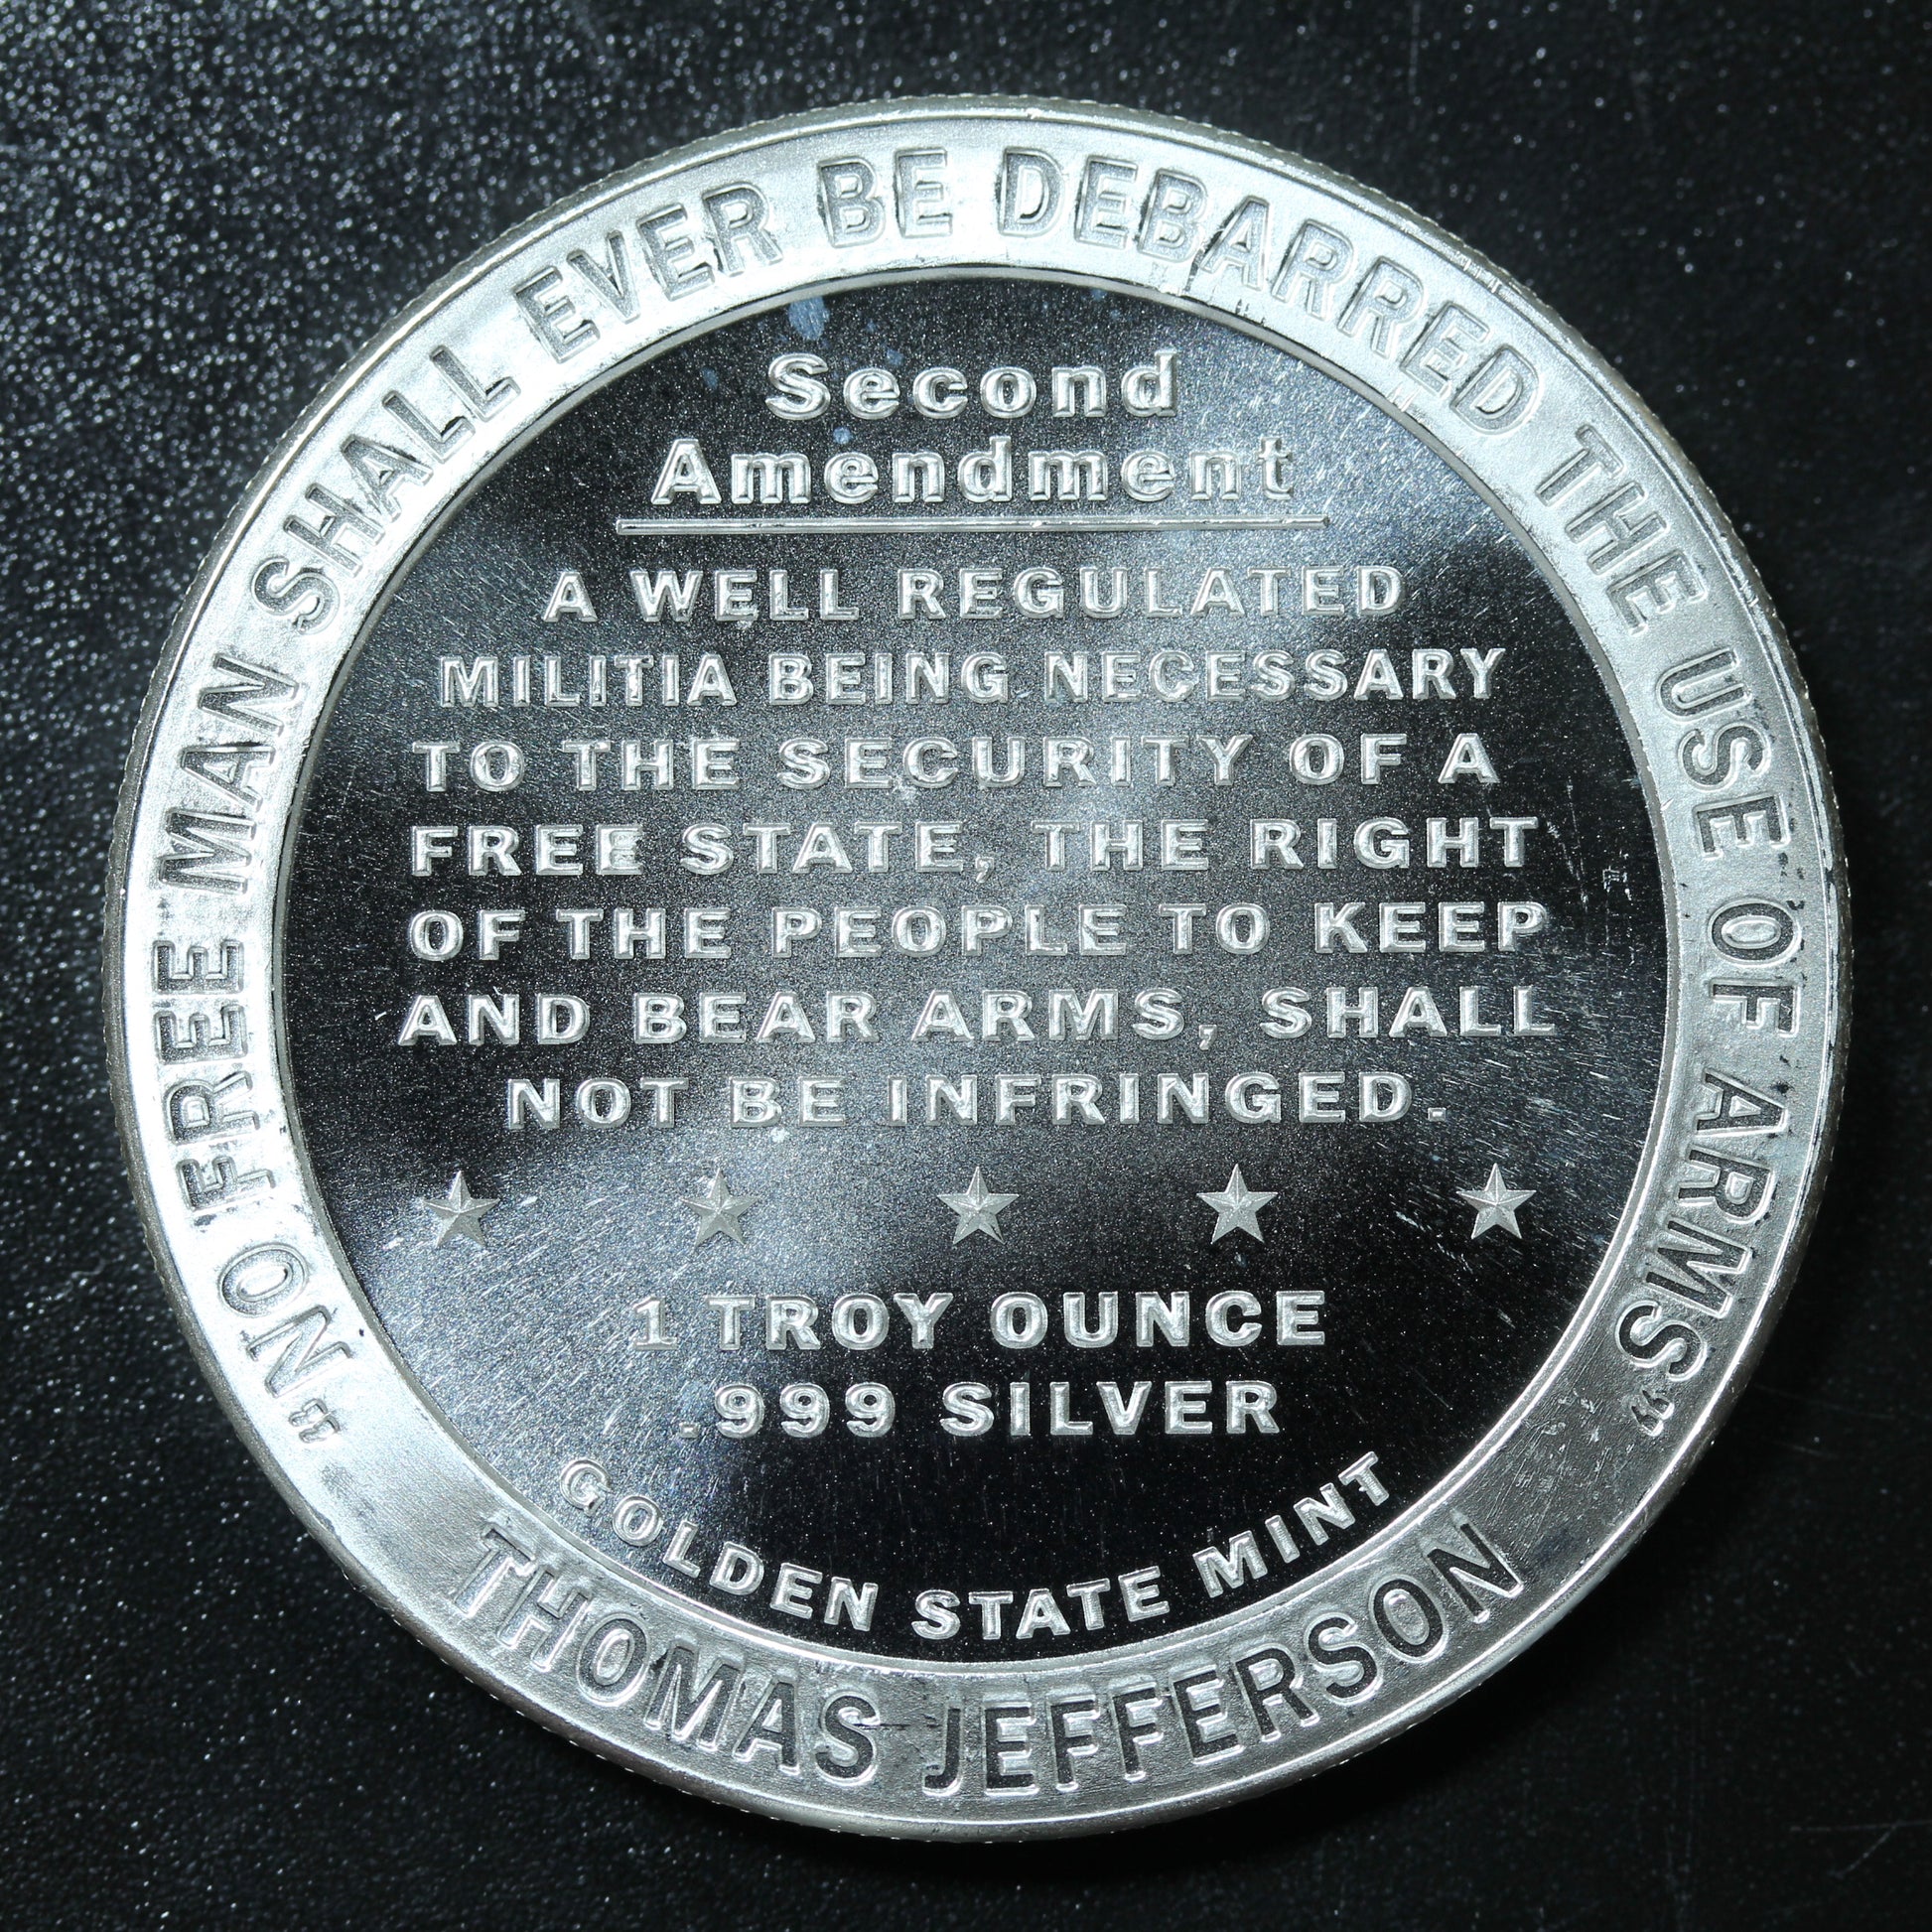 "NO FREE MAN SHALL EVER BE DEBARRED THE USE OF ARMS"
Second
Amendment
A WELL REGULATED
MILITIA BEING NECESSARY
TO THE SECURITY OF A
FREE STATE, THE RIGHT
OF THE PEOPLE TO KEEP
AND BEAR ARMS, SHALL
NOT BE INFRINGED.
1 TROY OUNCE
.999 SILVER
GOLDEN STATE MINT
THOMAS JEFFERSON